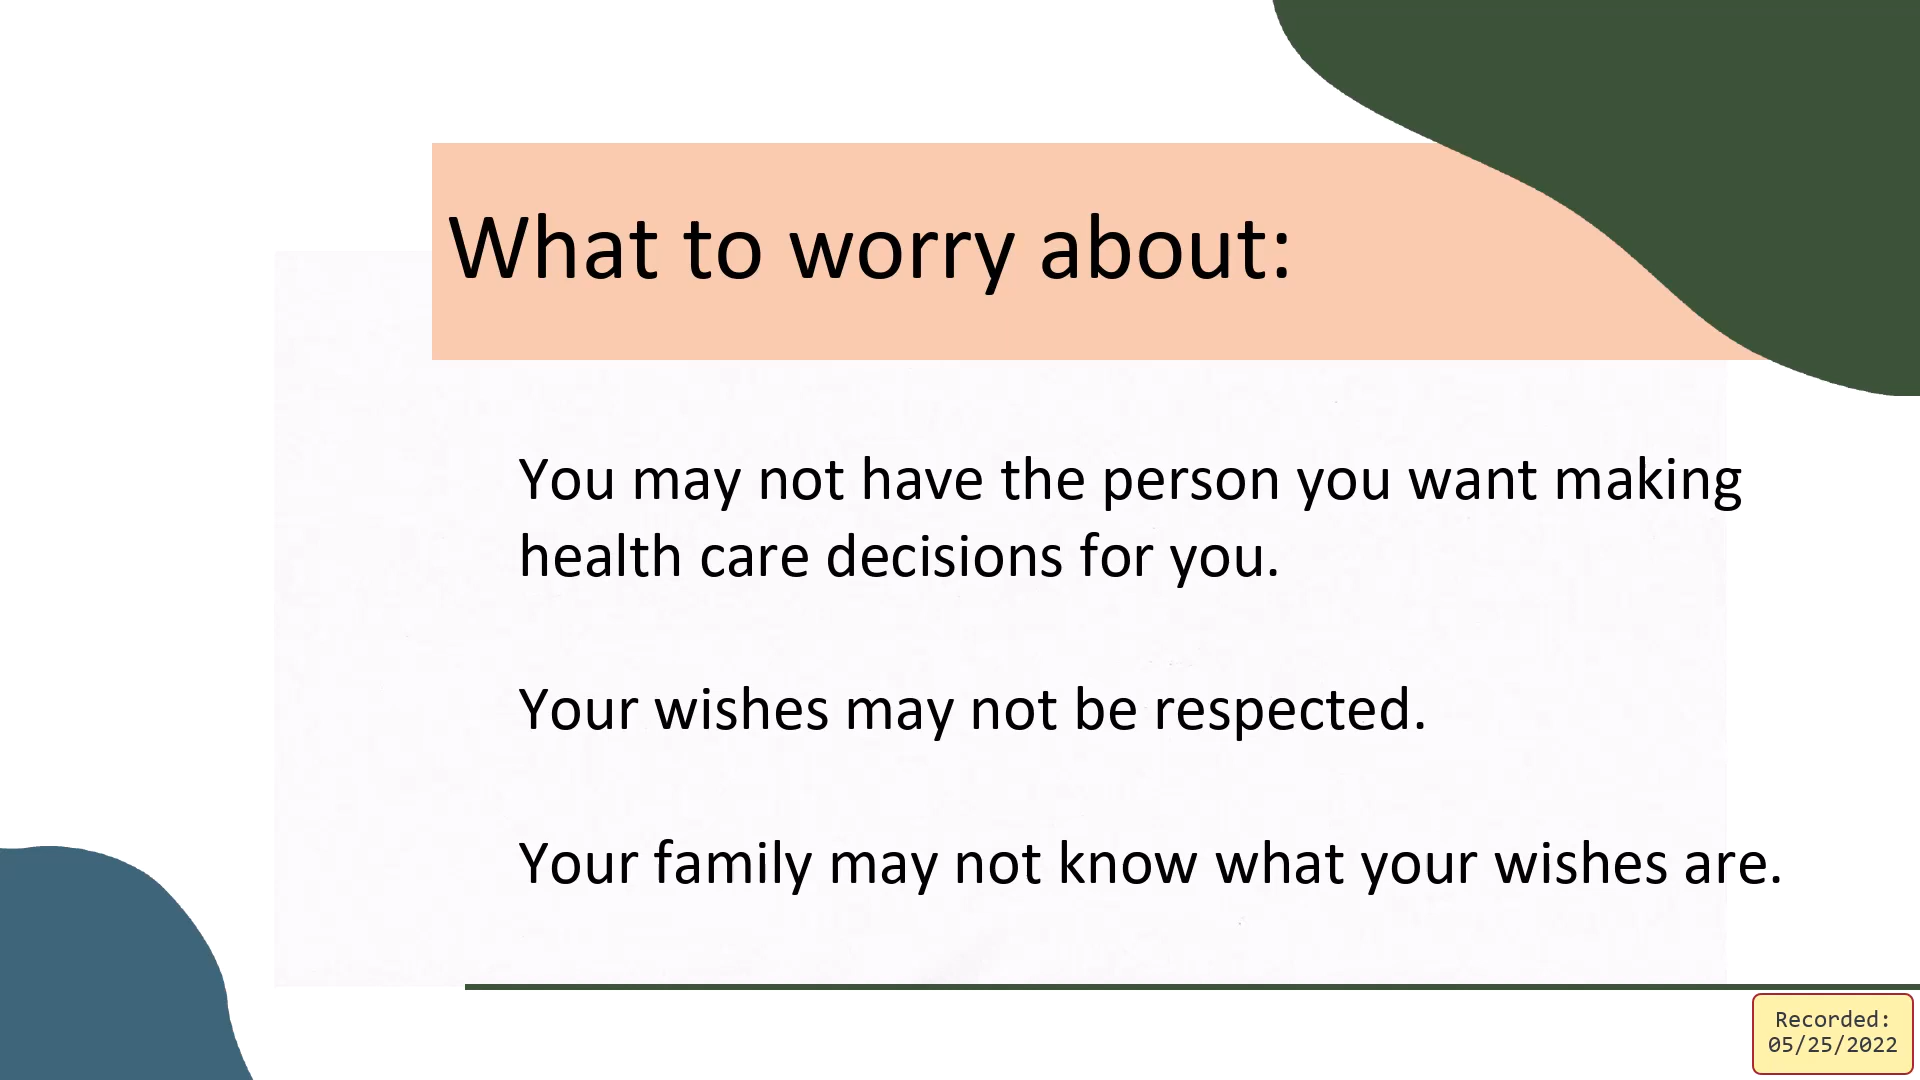 What to worry about:
You may not have the person you want making
health care decisions for you.
Your wishes may not be respected.
Your family may not know what your wishes are.
Recorded:
05/25/2022